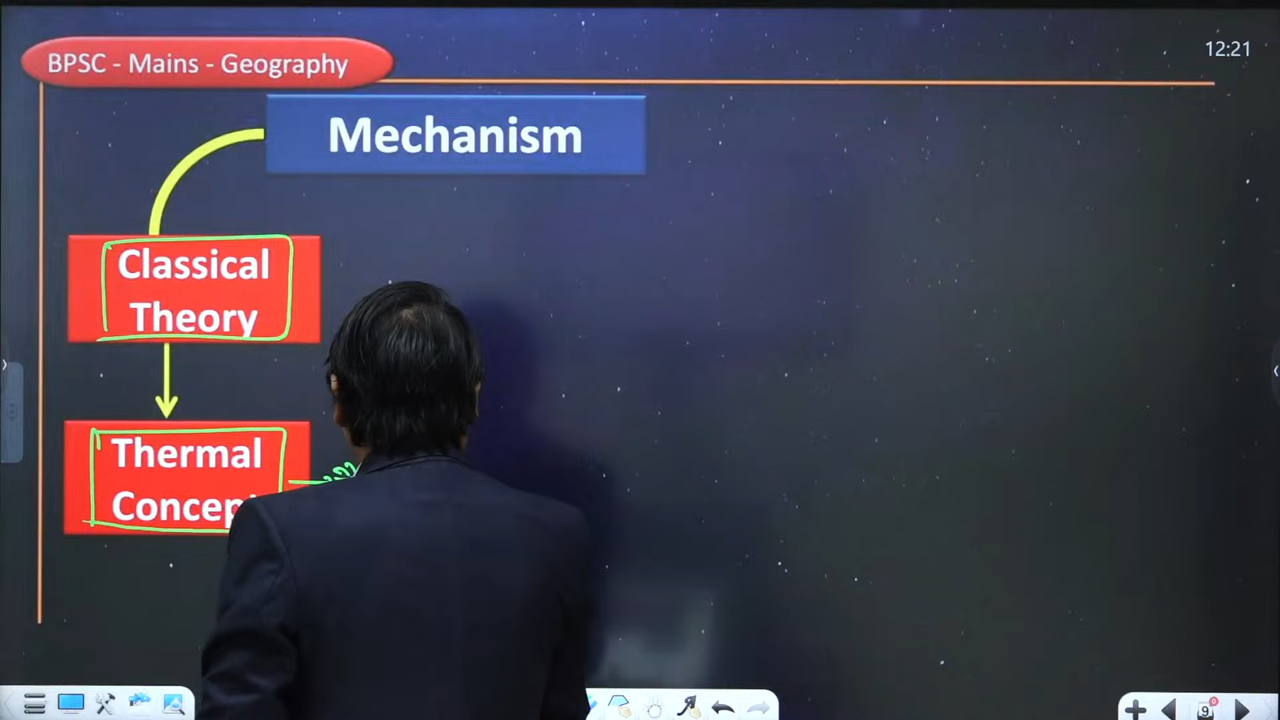 BPSC - Mains - Geography
12:21
Mechanism
Classical
Theory
Thermal